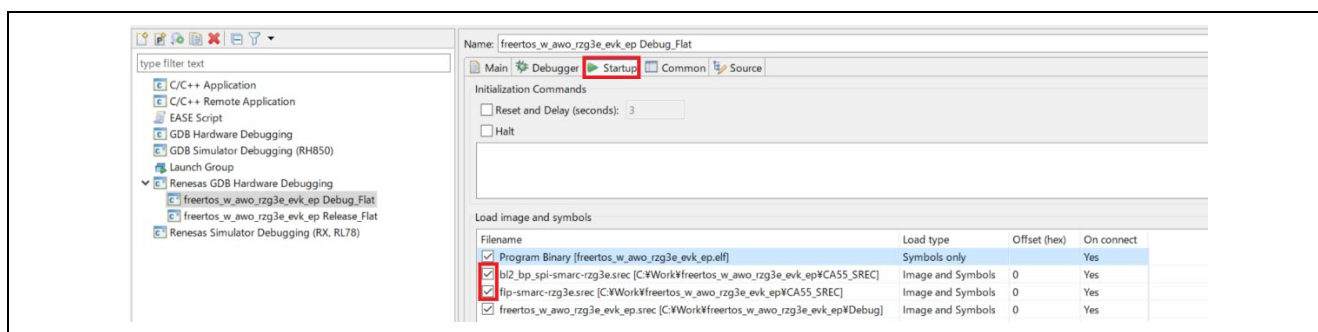 type filter text
C/C++ Application
C/C++ Remote Application
EASE Script
GDB Hardware Debugging
GDB Simulator Debugging (RH850)
Launch Group
Renesas GDB Hardware Debugging
freertos_w_awo_rzg3e_evk_ep Debug_Flat
freertos_w_awo_rzg3e_evk_ep Release_Flat
Renesas Simulator Debugging (RX, RL78)
Name: freertos_w_awo_rzg3e_evk_ep Debug_Flat
Main Debugger Startup Common Source
Initialization Commands
Reset and Delay (seconds): 3
Halt
Load image and symbols
Filename Load type Offset (hex) On connect
Program Binary [freertos_w_awo_rzg3e_evk_ep.elf] Symbols only Yes
bl2_bp_spi-smarc-rzg3e.srec [C:¥Work¥freertos_w_awo_rzg3e_evk_ep¥CA55_SREC] Image and Symbols 0 Yes
fip-smarc-rzg3e.srec [C:¥Work¥freertos_w_awo_rzg3e_evk_ep¥CA55_SREC] Image and Symbols 0 Yes
freertos_w_awo_rzg3e_evk_ep.srec [C:¥Work¥freertos_w_awo_rzg3e_evk_ep¥Debug] Image and Symbols 0 Yes